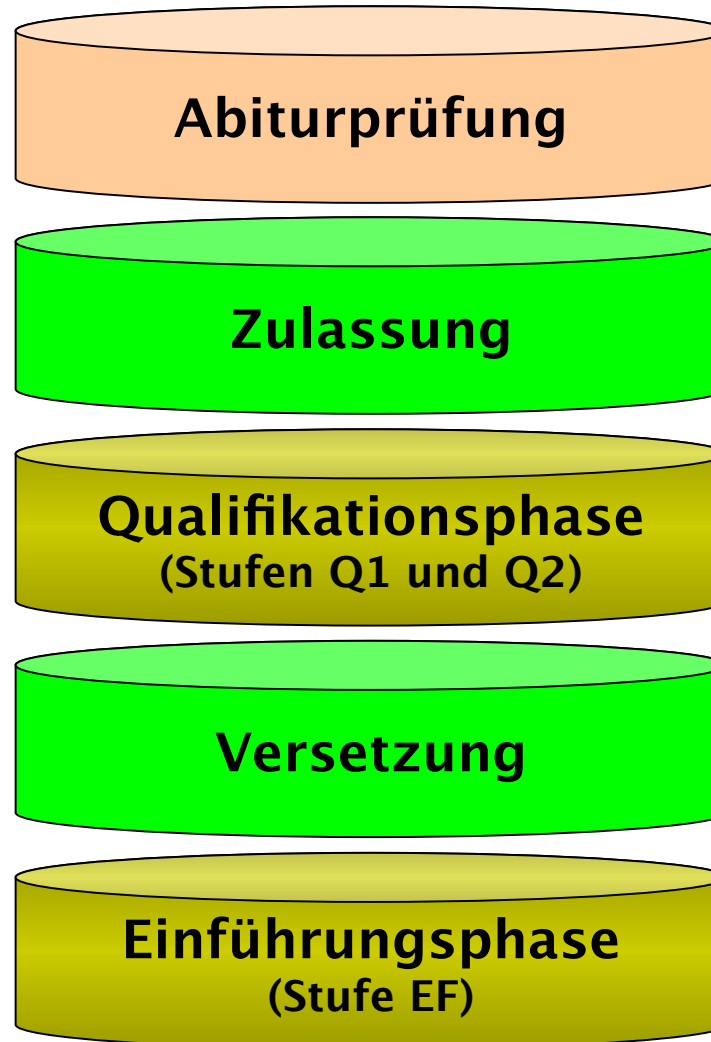 Abiturprüfung
Zulassung
Qualifikationsphase
(Stufen Q1 und Q2)
Versetzung
Einführungsphase
(Stufe EF)